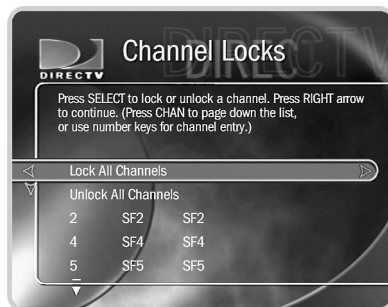 DIRECTV
Channel Locks
Press SELECT to lock or unlock a channel. Press RIGHT arrow
to continue. (Press CHAN to page down the list,
or use number keys for channel entry.)
Lock All Channels
Unlock All Channels
2 SF2 SF2
4 SF4 SF4
5 SF5 SF5
DIRECTV